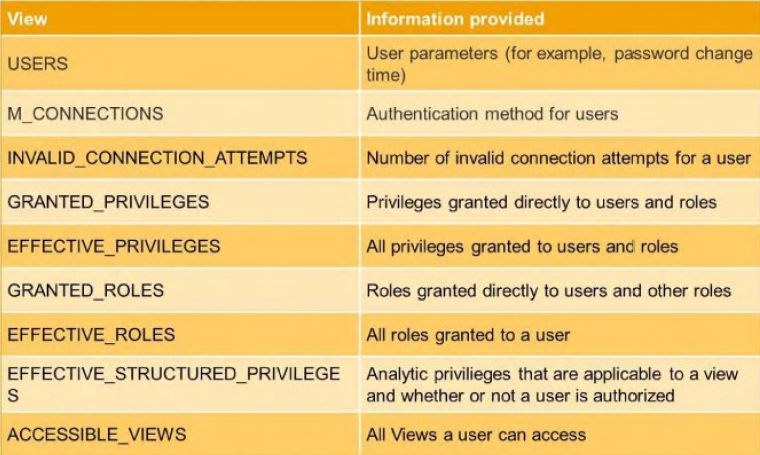 View
Information provided
USERS
User parameters (for example, password change
time)
M_CONNECTIONS
Authentication method for users
INVALID_CONNECTION_ATTEMPTS
Number of invalid connection attempts for a user
GRANTED_PRIVILEGES
Privileges granted directly to users and roles
EFFECTIVE_PRIVILEGES
All privileges granted to users and roles
GRANTED_ROLES
Roles granted directly to users and other roles
EFFECTIVE_ROLES
All roles granted to a user
EFFECTIVE_STRUCTURED_PRIVILEGE
S
Analytic privilieges that are applicable to a view
and whether or not a user is authorized
ACCESSIBLE_VIEWS
All Views a user can access